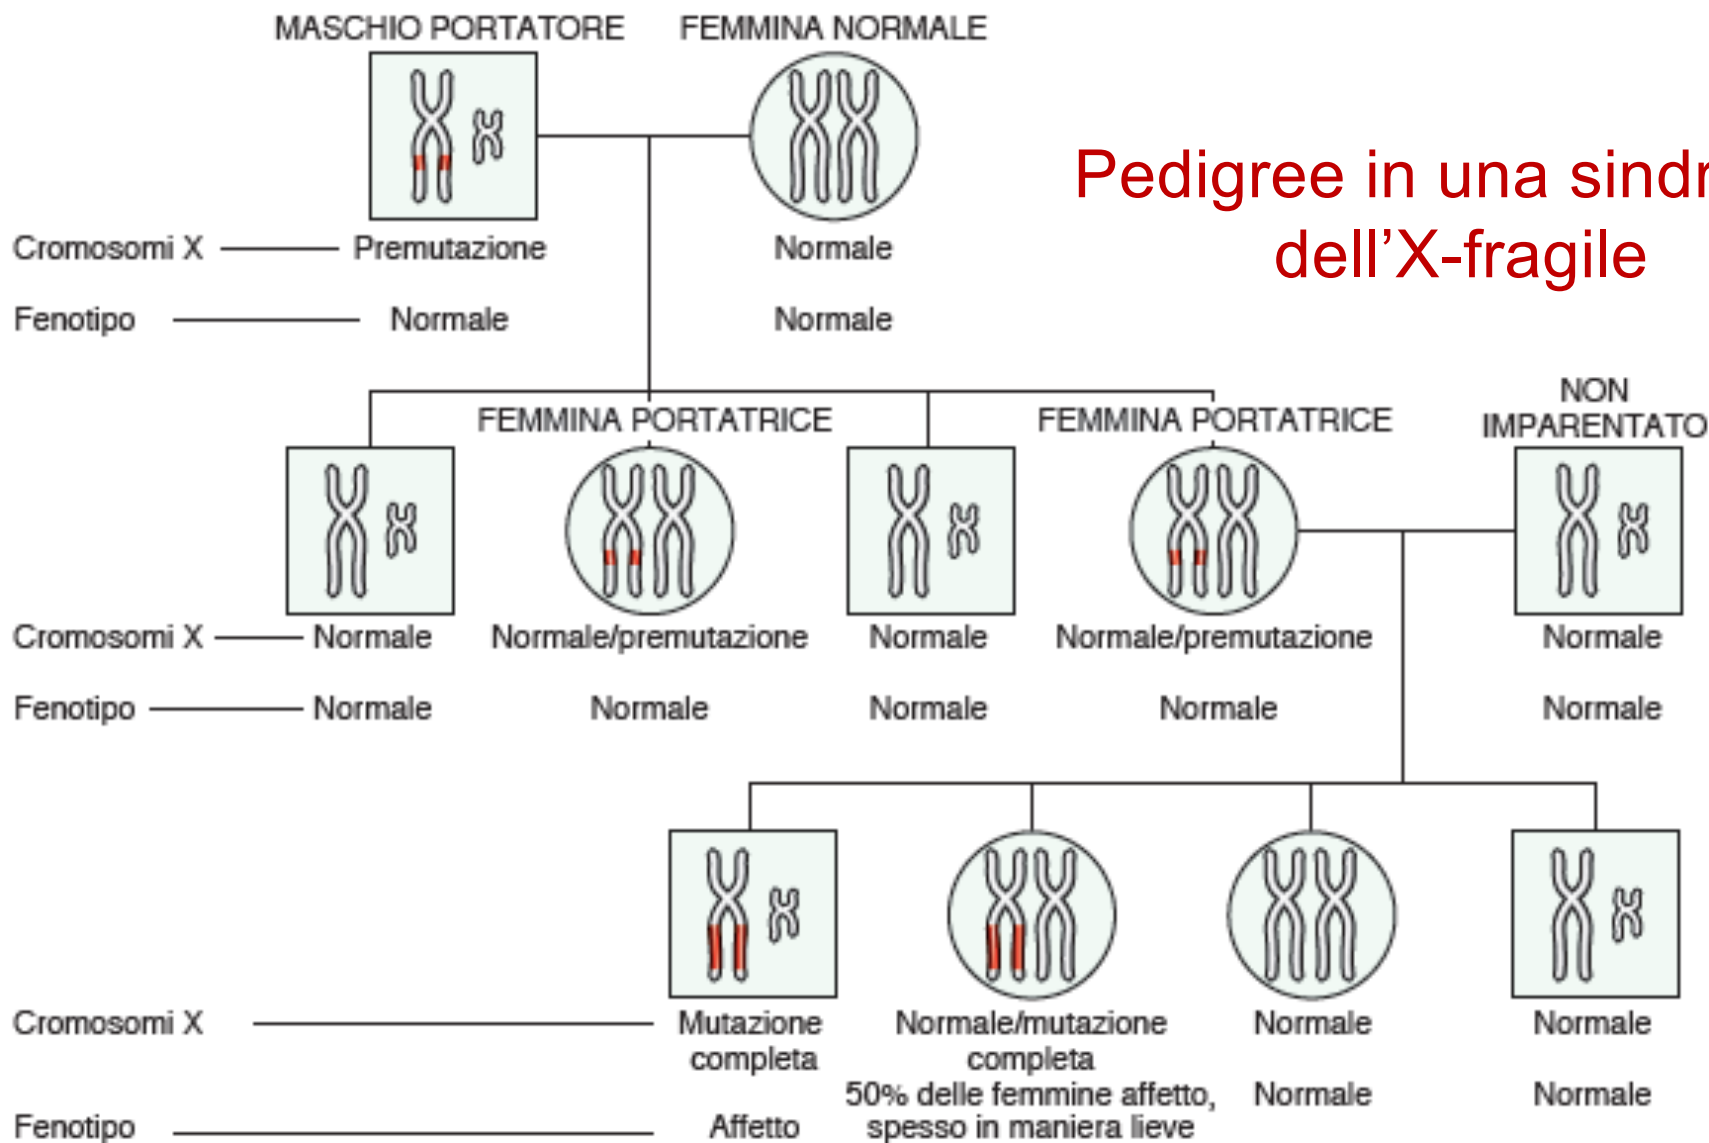 MASCHIO PORTATORE FEMMINA NORMALE
Pedigree in una
dell’X-fragile
Cromosomi X Premutazione Normale
Fenotipo Normale Normale
FEMMINA PORTATRICE FEMMINA PORTATRICE NON
IMPARENTATO
Cromosomi X Normale Normale/premutazione Normale Normale/premutazione Normale
Fenotipo Normale Normale Normale Normale Normale
Cromosomi X Mutazione Normale/mutazione Normale Normale
completa completa
50% delle femmine affetto, Normale Normale
Fenotipo Affetto spesso in maniera lieve